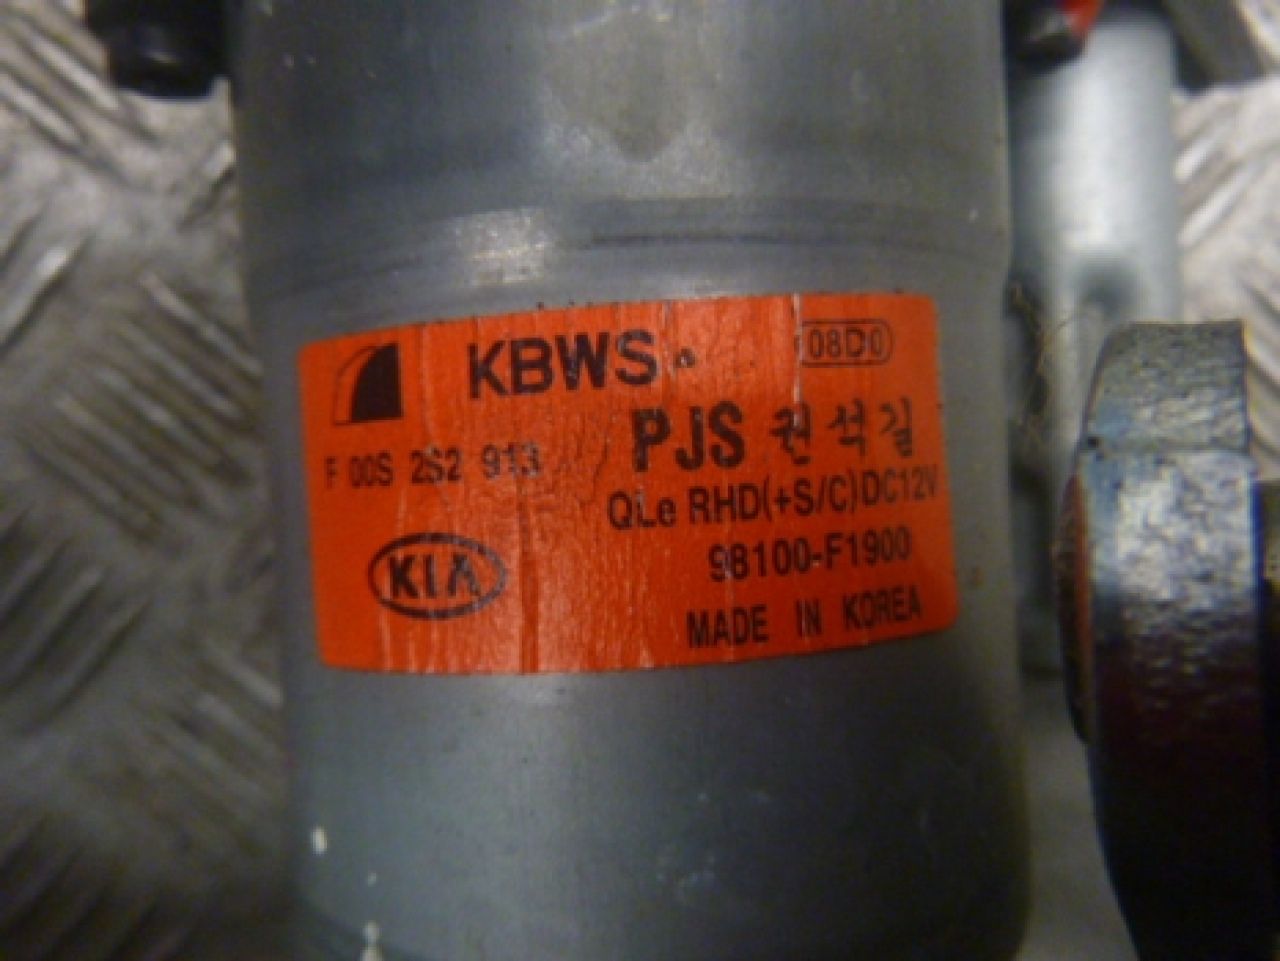 KBWS 08D0
PJS 권석길
F 00S 2S2 913
QLe RHD(+S/C)DC12V
KIA
98100-F1900
MADE IN KOREA